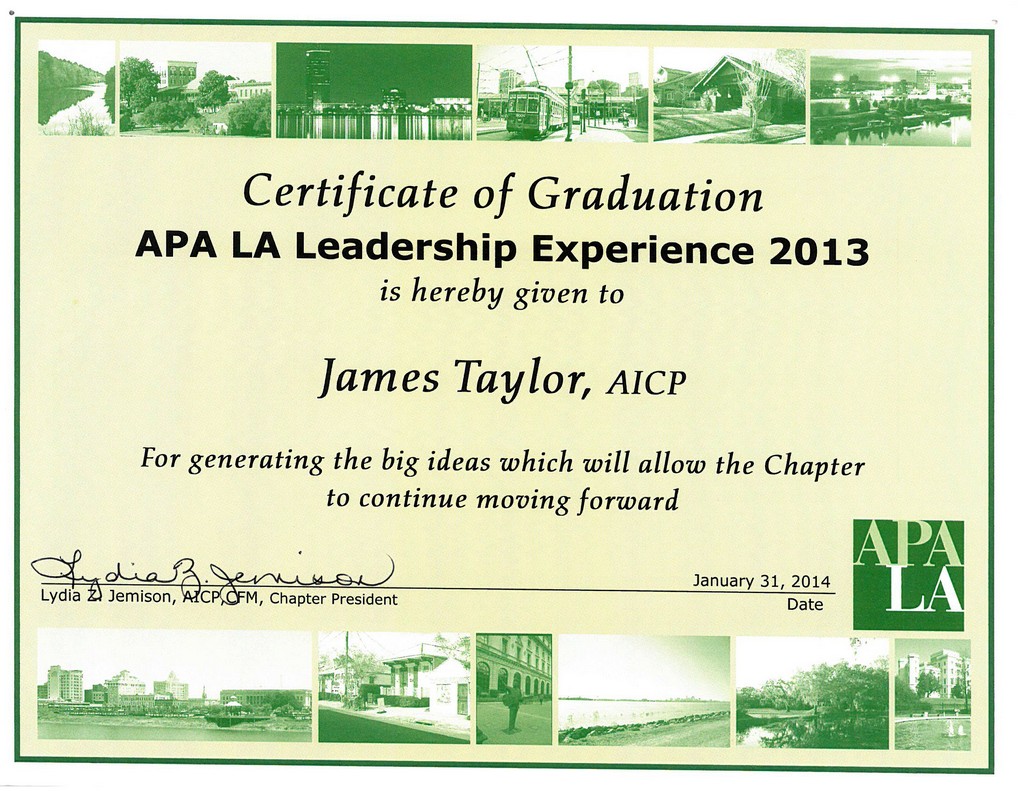 Certificate of Graduation
APA LA Leadership Experience 2013
is hereby given to
James Taylor, AICP
For generating the big ideas which will allow the Chapter
to continue moving forward
Lydia Z. Jemison
Lydia Z. Jemison, AICP,CFM, Chapter President
January 31, 2014
Date
APA
LA